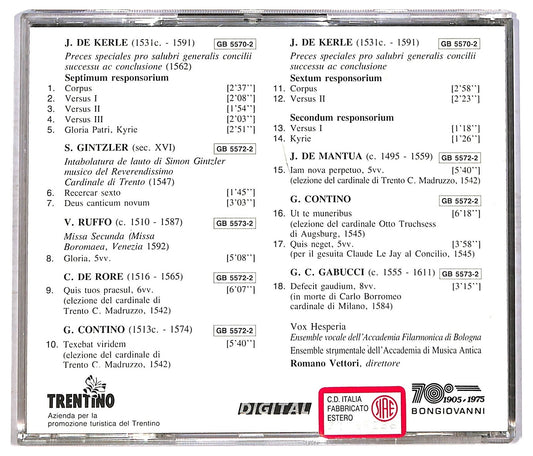 J. DE KERLE (1531c. - 1591) GB 5570-2
Preces speciales pro salubri generalis concilii
successu ac conclusione (1562)
Septimum responsorium
1. Corpus [2'37'']
2. Versus I [2'08'']
3. Versus II [1'54'']
4. Versus III [2'03'']
5. Gloria Patri, Kyrie [2'51'']
S. GINTZLER (sec. XVI) GB 5572-2
Intabolatura de lauto di Simon Gintzler
musico del Reverendissimo
Cardinale di Trento (1547)
6. Recercar sexto [1'45'']
7. Deus canticum novum [3'03'']
V. RUFFO (c. 1510 - 1587) GB 5573-2
Missa Secunda (Missa
Boromaea, Venezia 1592)
8. Gloria, 5vv. [5'08'']
C. DE RORE (1516 - 1565) GB 5572-2
9. Quis tuos praesul, 6vv. [6'07'']
(elezione del cardinale di
Trento C. Madruzzo, 1542)
G. CONTINO (1513c. - 1574) GB 5572-2
10. Texebat viridem [5'40'']
(elezione del cardinale di
Trento C. Madruzzo, 1542)
J. DE KERLE (1531c. - 1591) GB 5570-2
Preces speciales pro salubri generalis concilii
successu ac conclusione
Sextum responsorium
11. Corpus [2'58'']
12. Versus II [2'23'']
Secondum responsorium
13. Versus I [1'18'']
14. Kyrie [1'26'']
J. DE MANTUA (c. 1495 - 1559) GB 5572-2
15. Iam nova perpetuo, 5vv. [5'40'']
(elezione del cardinale di Trento C. Madruzzo, 1542)
G. CONTINO GB 5572-2
16. Ut te muneribus [6'18'']
(elezione del cardinale Otto Truchsess
di Augsburg, 1545)
17. Quis neget, 5vv. [3'58'']
(per il gesuita Claude Le Jay al Concilio, 1545)
G. C. GABUCCI (c. 1555 - 1611) GB 5573-2
18. Defecit gaudium, 8vv. [3'15'']
(in morte di Carlo Borromeo
cardinale di Milano, 1584)
Vox Hesperia
Ensemble vocale dell'Accademia Filarmonica di Bologna
Ensemble strumentale dell'Accademia di Musica Antica
Romano Vettori, direttore
TRENTINO
Azienda per la
promozione turistica del Trentino
DIGITAL
C.D. ITALIA
FABBRICATO
ESTERO
SIAE
70°
1905-1975
BONGIOVANNI